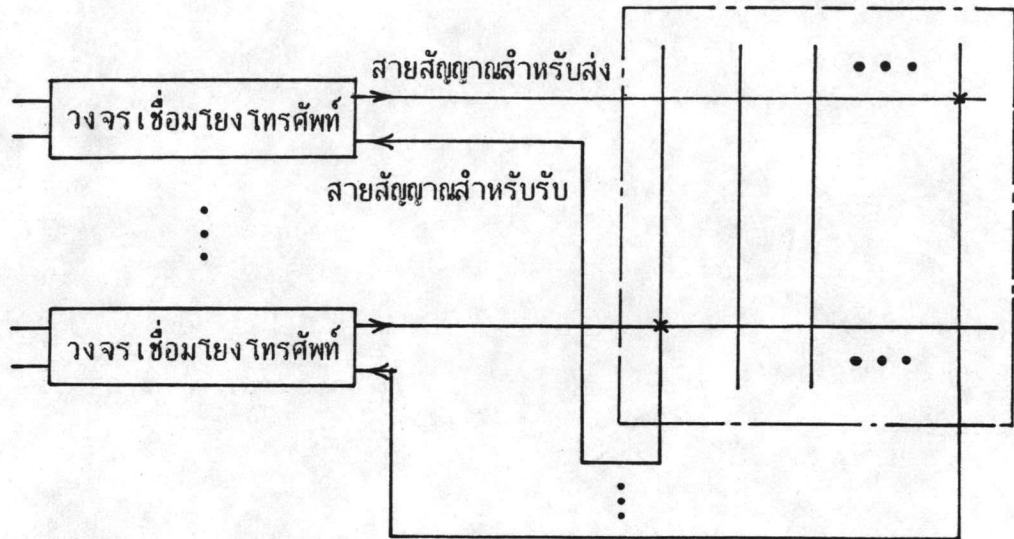 สายสัญญาณสำหรับส่ง
วงจรเชื่อมโยงโทรศัพท์
สายสัญญาณสำหรับรับ
วงจรเชื่อมโยงโทรศัพท์